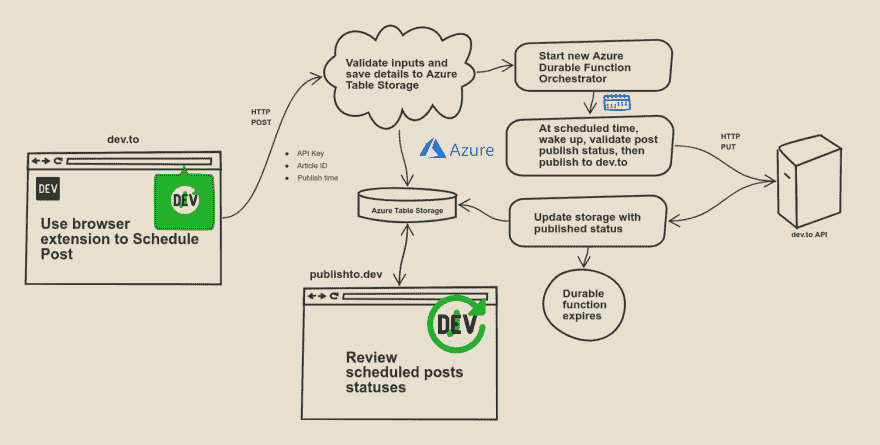 Validate inputs and
save details to Azure
Table Storage
Start new Azure
Durable Function
Orchestrator
HTTP
POST
At scheduled time,
wake up, validate post
publish status, then
publish to dev.to
HTTP
PUT
dev.to
API Key
Article ID
Publish time
Azure
DEV
DEV
Use browser
extension to Schedule
Post
Azure Table Storage
Update storage with
published status
dev.to API
publishto.dev
DEV
Durable
function
expires
Review
scheduled posts
statuses